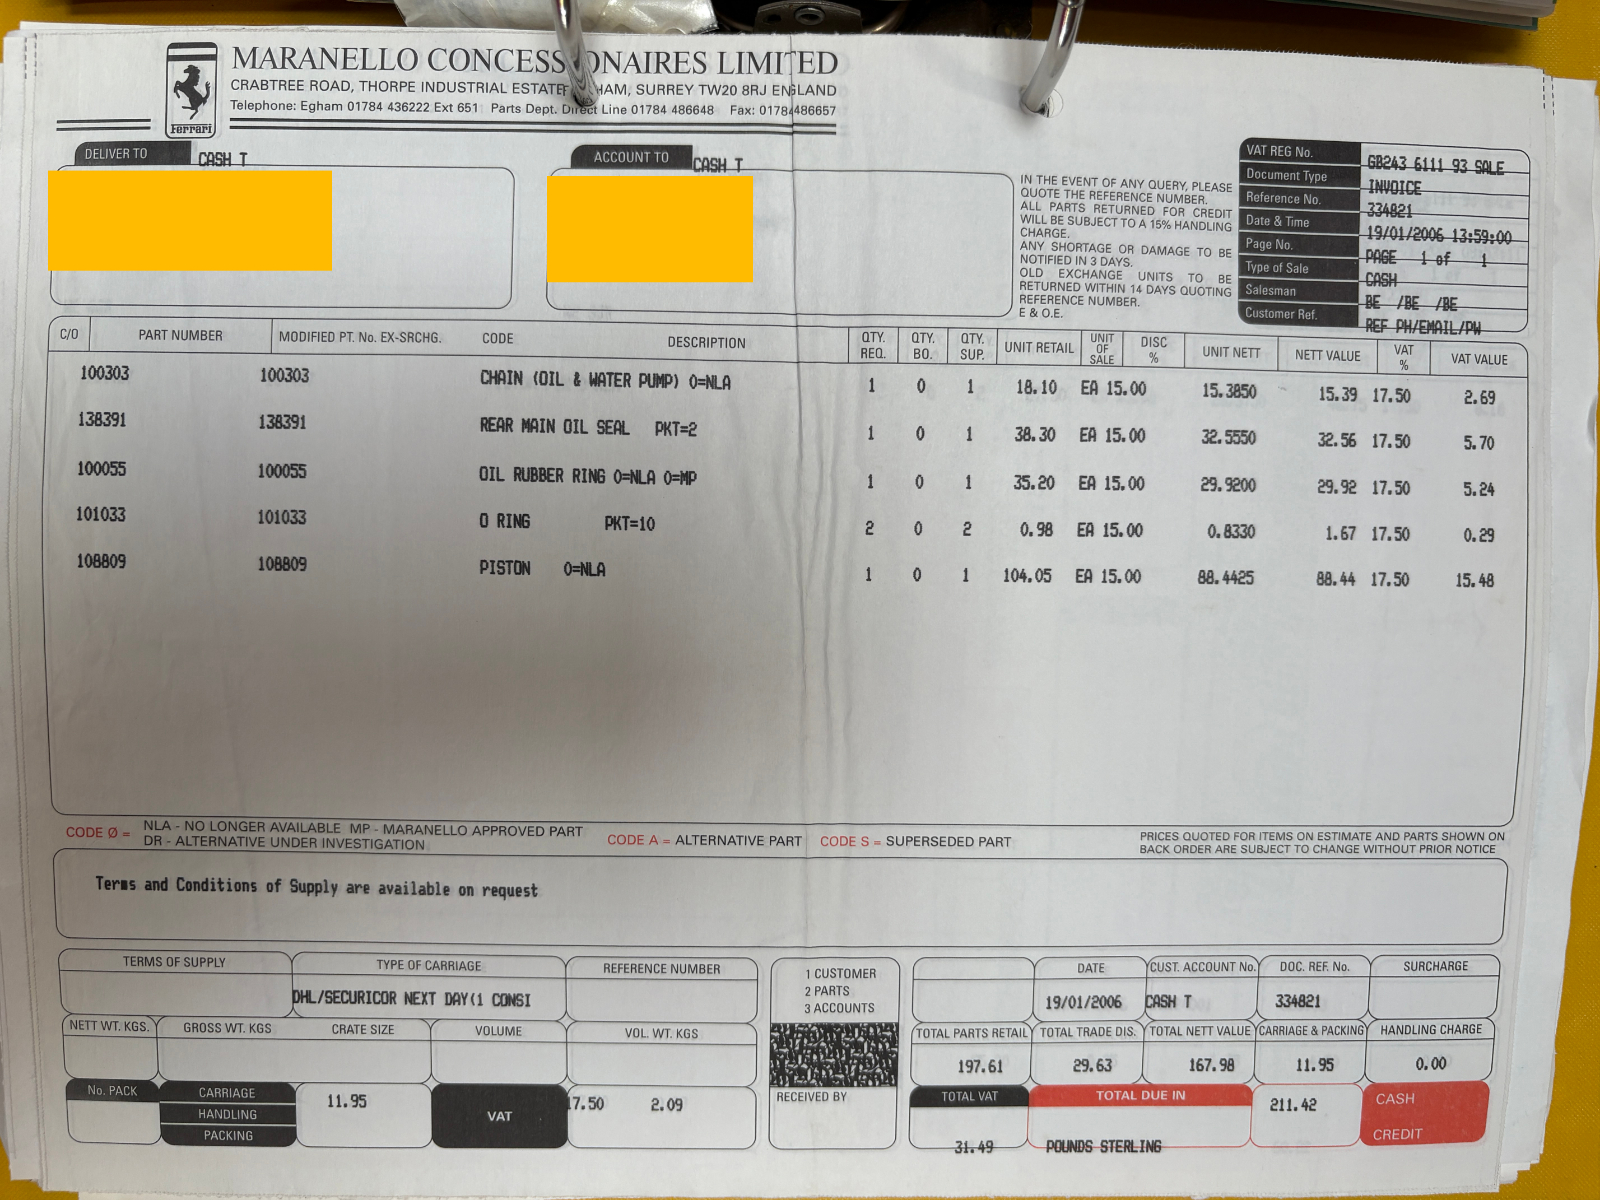 MARANELLO CONCESSIONAIRES LIMITED
CRABTREE ROAD, THORPE INDUSTRIAL ESTATE, HAM, SURREY TW20 8RJ ENGLAND
Telephone: Egham 01784 436222 Ext 651 Parts Dept. Direct Line 01784 486648 Fax: 01784 486657
Ferrari
DELIVER TO CASH T
ACCOUNT TO CASH T
IN THE EVENT OF ANY QUERY, PLEASE
QUOTE THE REFERENCE NUMBER.
ALL PARTS RETURNED FOR CREDIT
WILL BE SUBJECT TO A 15% HANDLING
CHARGE.
ANY SHORTAGE OR DAMAGE TO BE
NOTIFIED IN 3 DAYS.
OLD EXCHANGE UNITS TO BE
RETURNED WITHIN 14 DAYS QUOTING
REFERENCE NUMBER.
E & O.E.
VAT REG No. GB243 6111 93 SALE
Document Type INVOICE
Reference No. 334821
Date & Time 19/01/2006 13:59:00
Page No. PAGE 1 of 1
Type of Sale CASH
Salesman BE /BE /BE
Customer Ref. REF PH/EMAIL/PW
C/O PART NUMBER MODIFIED PT. No. EX-SRCHG. CODE DESCRIPTION QTY. REQ. QTY. BO. QTY. SUP. UNIT RETAIL UNIT OF SALE DISC % UNIT NETT NETT VALUE VAT % VAT VALUE
100303 100303 CHAIN (OIL & WATER PUMP) O=NLA 1 0 1 18.10 EA 15.00 15.3850 15.39 17.50 2.69
138391 138391 REAR MAIN OIL SEAL PKT=2 1 0 1 38.30 EA 15.00 32.5550 32.56 17.50 5.70
100055 100055 OIL RUBBER RING O=NLA O=MP 1 0 1 35.20 EA 15.00 29.9200 29.92 17.50 5.24
101033 101033 O RING PKT=10 2 0 2 0.98 EA 15.00 0.8330 1.67 17.50 0.29
108809 108809 PISTON O=NLA 1 0 1 104.05 EA 15.00 88.4425 88.44 17.50 15.48
CODE Ø = NLA - NO LONGER AVAILABLE MP - MARANELLO APPROVED PART
DR - ALTERNATIVE UNDER INVESTIGATION
CODE A = ALTERNATIVE PART CODE S = SUPERSEDED PART
PRICES QUOTED FOR ITEMS ON ESTIMATE AND PARTS SHOWN ON
BACK ORDER ARE SUBJECT TO CHANGE WITHOUT PRIOR NOTICE
Terms and Conditions of Supply are available on request
TERMS OF SUPPLY TYPE OF CARRIAGE REFERENCE NUMBER
DHL/SECURICOR NEXT DAY(1 CONSI
NETT WT. KGS. GROSS WT. KGS CRATE SIZE VOLUME VOL. WT. KGS
No. PACK CARRIAGE
HANDLING
PACKING
11.95 VAT 17.50 2.09
1 CUSTOMER
2 PARTS
3 ACCOUNTS
RECEIVED BY
DATE CUST. ACCOUNT No. DOC. REF. No. SURCHARGE
19/01/2006 CASH T 334821
TOTAL PARTS RETAIL TOTAL TRADE DIS. TOTAL NETT VALUE CARRIAGE & PACKING HANDLING CHARGE
197.61 29.63 167.98 11.95 0.00
TOTAL VAT TOTAL DUE IN 211.42 CASH
CREDIT
31.49 POUNDS STERLING